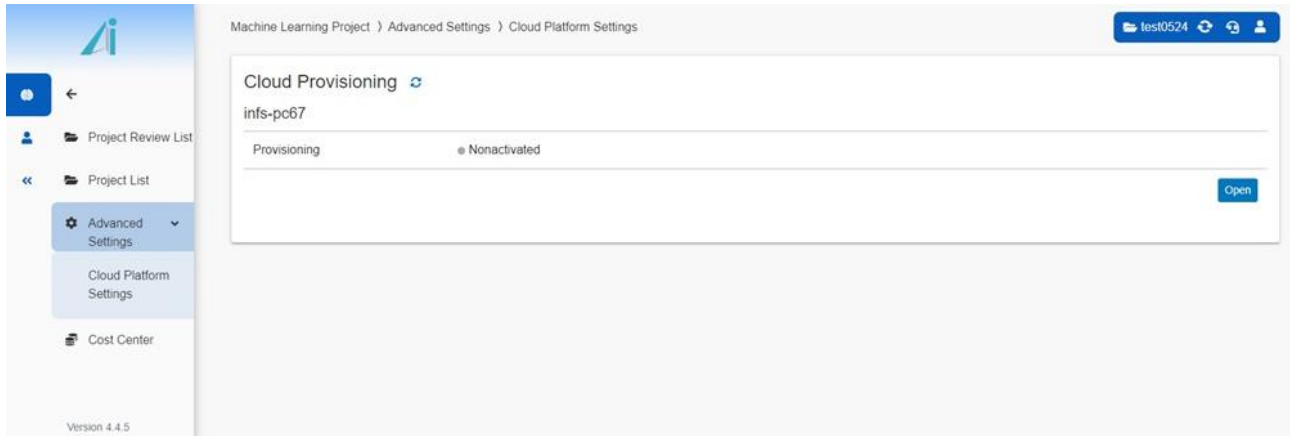 Ai
Machine Learning Project 〉 Advanced Settings 〉 Cloud Platform Settings
test0524
Project Review List
Project List
Advanced
Settings
Cloud Platform
Settings
Cost Center
Version 4.4.5
Cloud Provisioning
infs-pc67
Provisioning
Nonactivated
Open